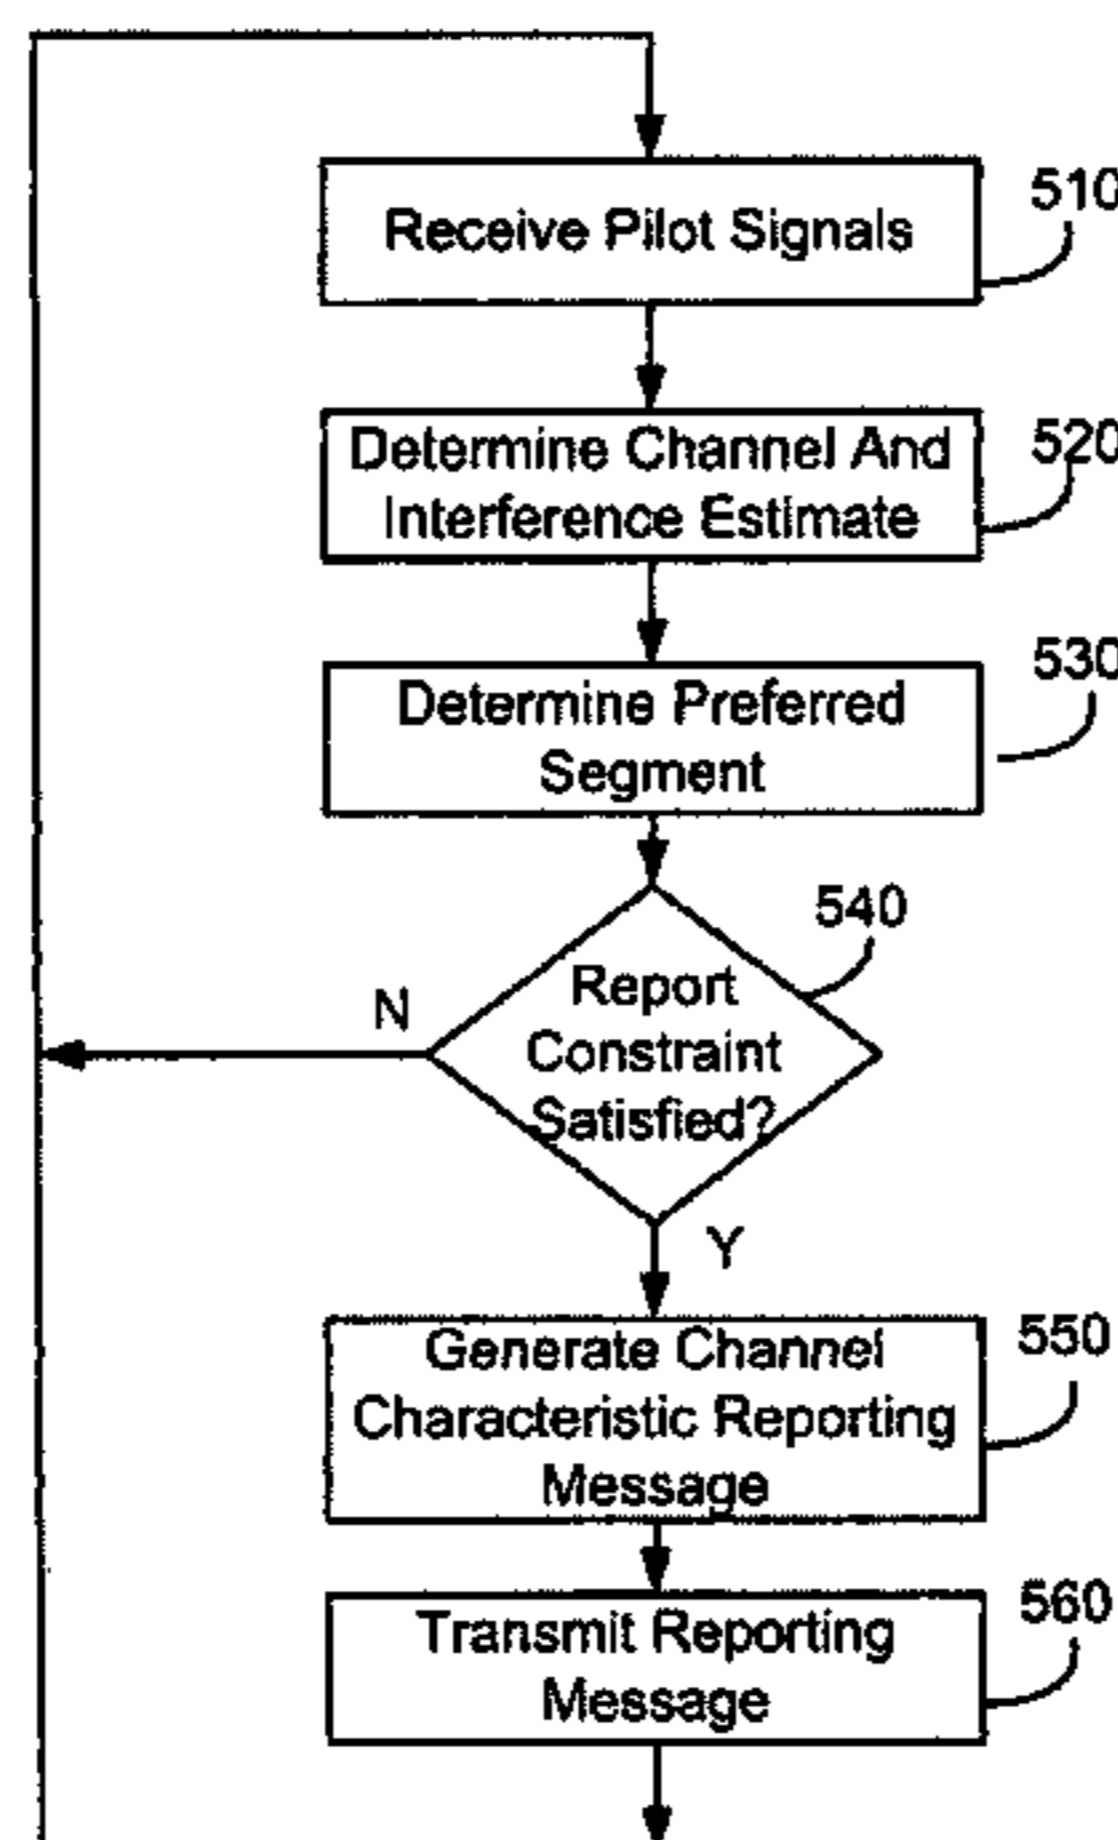 510
Receive Pilot Signals
520
Determine Channel And
Interference Estimate
530
Determine Preferred
Segment
540
Report
Constraint
Satisfied?
N
Y
550
Generate Channel
Characteristic Reporting
Message
560
Transmit Reporting
Message